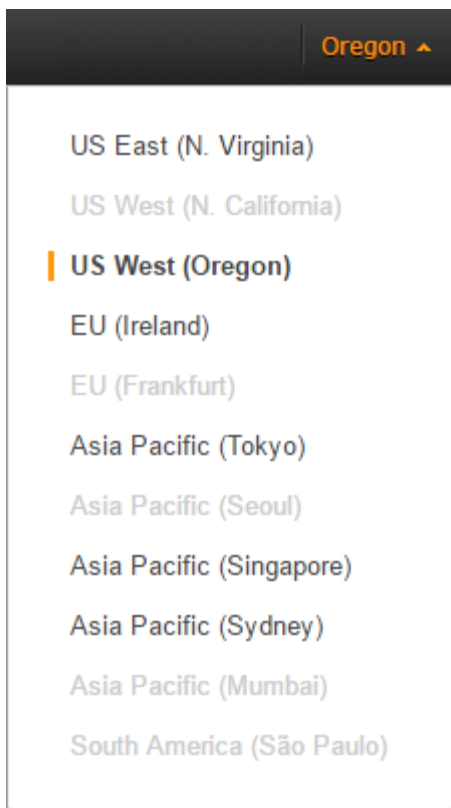 Oregon
US East (N. Virginia)
US West (N. California)
US West (Oregon)
EU (Ireland)
EU (Frankfurt)
Asia Pacific (Tokyo)
Asia Pacific (Seoul)
Asia Pacific (Singapore)
Asia Pacific (Sydney)
Asia Pacific (Mumbai)
South America (São Paulo)